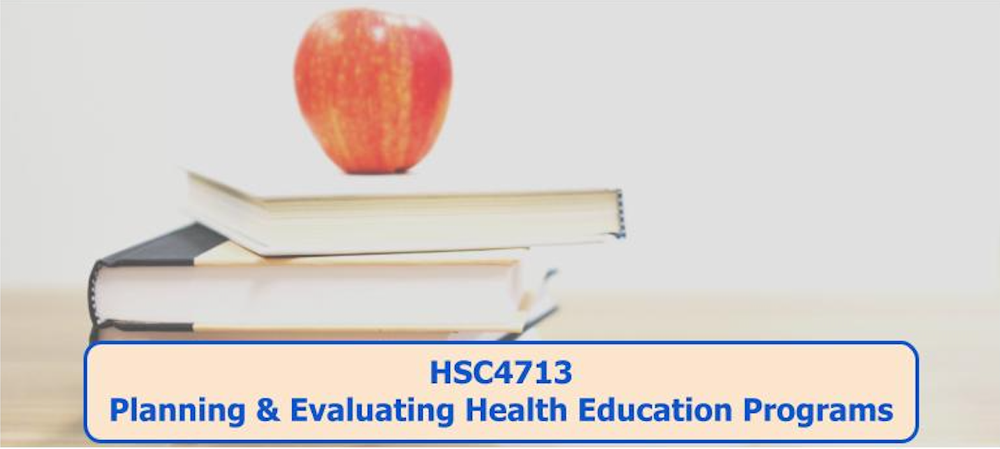 HSC4713
Planning & Evaluating Health Education Programs